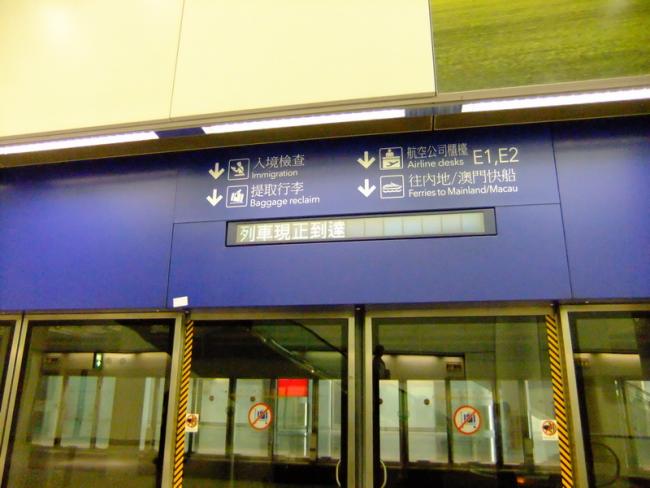 入境檢查
Immigration
提取行李
Baggage reclaim
航空公司櫃檯 E1,E2
Airline desks
往內地/澳門快船
Ferries to Mainland/Macau
列車現正到達